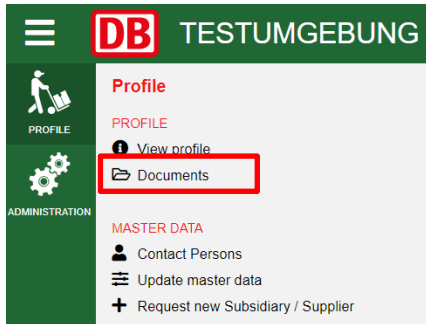 DB TESTUMGEBUNG
PROFILE
ADMINISTRATION
Profile
PROFILE
View profile
Documents
MASTER DATA
Contact Persons
Update master data
Request new Subsidiary / Supplier